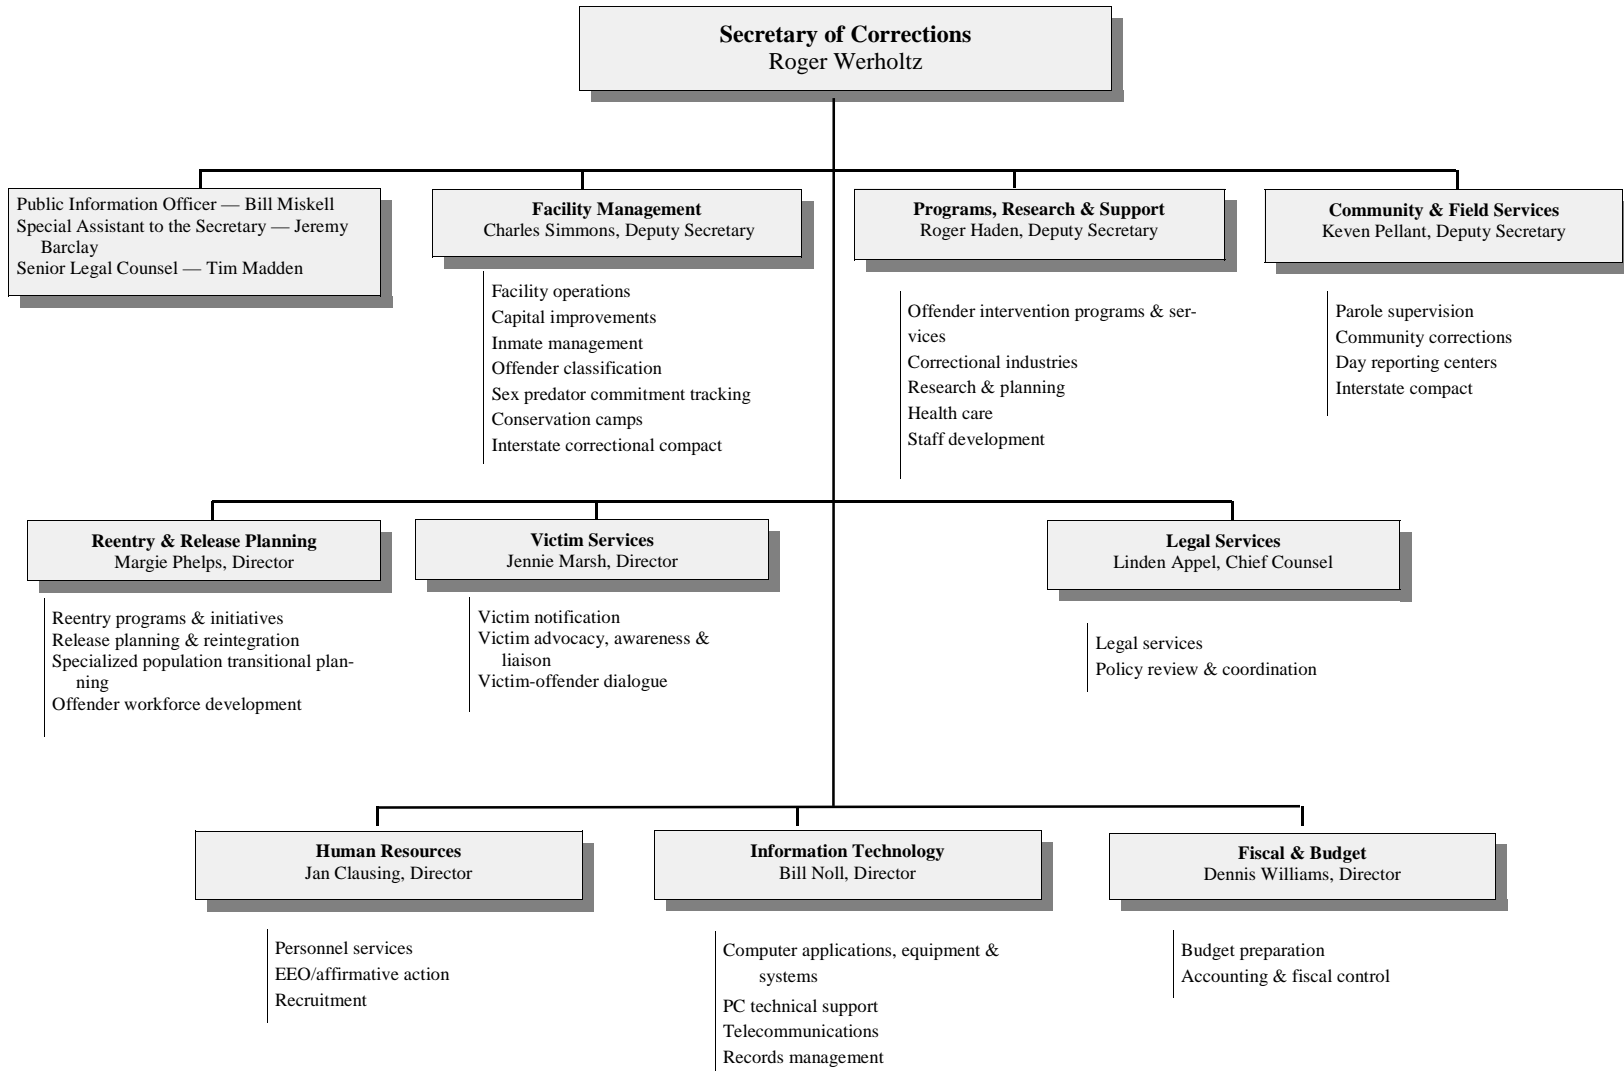 Secretary of Corrections
Roger Werholtz
Public Information Officer — Bill Miskell
Special Assistant to the Secretary — Jeremy
Barclay
Senior Legal Counsel — Tim Madden
Facility Management
Charles Simmons, Deputy Secretary
Facility operations
Capital improvements
Inmate management
Offender classification
Sex predator commitment tracking
Conservation camps
Interstate correctional compact
Programs, Research & Support
Roger Haden, Deputy Secretary
Offender intervention programs & ser-
vices
Correctional industries
Research & planning
Health care
Staff development
Community & Field Services
Keven Pellant, Deputy Secretary
Parole supervision
Community corrections
Day reporting centers
Interstate compact
Reentry & Release Planning
Margie Phelps, Director
Reentry programs & initiatives
Release planning & reintegration
Specialized population transitional plan-
ning
Offender workforce development
Victim Services
Jennie Marsh, Director
Victim notification
Victim advocacy, awareness &
liaison
Victim-offender dialogue
Legal Services
Linden Appel, Chief Counsel
Legal services
Policy review & coordination
Human Resources
Jan Clausing, Director
Personnel services
EEO/affirmative action
Recruitment
Information Technology
Bill Noll, Director
Computer applications, equipment &
systems
PC technical support
Telecommunications
Records management
Fiscal & Budget
Dennis Williams, Director
Budget preparation
Accounting & fiscal control